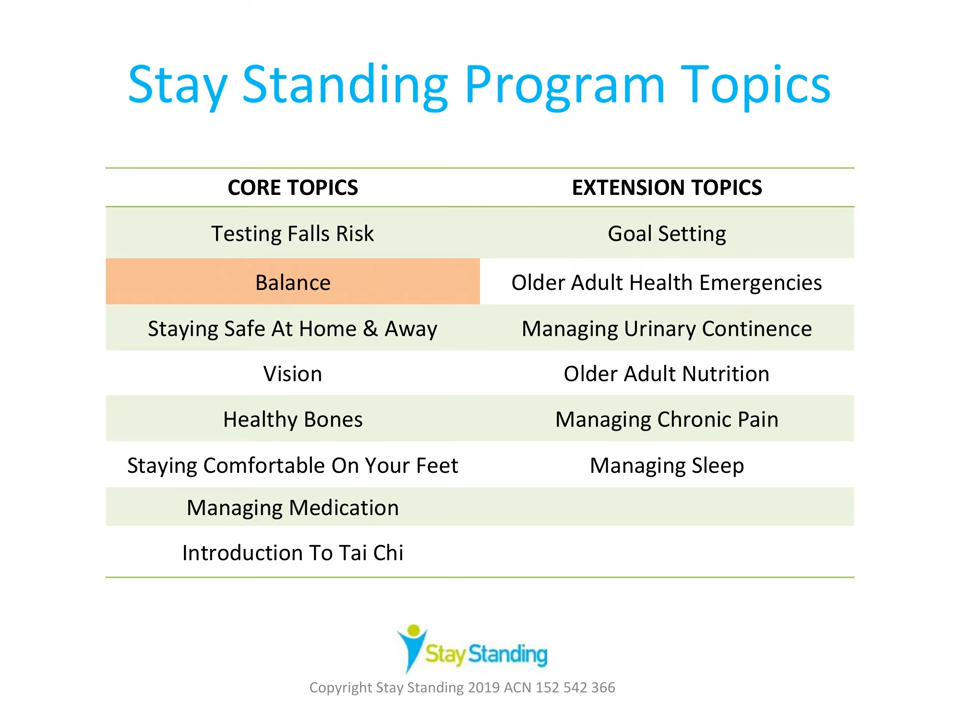 Stay Standing Program Topics
CORE TOPICS EXTENSION TOPICS
Testing Falls Risk Goal Setting
Balance Older Adult Health Emergencies
Staying Safe At Home & Away Managing Urinary Continence
Vision Older Adult Nutrition
Healthy Bones Managing Chronic Pain
Staying Comfortable On Your Feet Managing Sleep
Managing Medication
Introduction To Tai Chi
Stay Standing
Copyright Stay Standing 2019 ACN 152 542 366